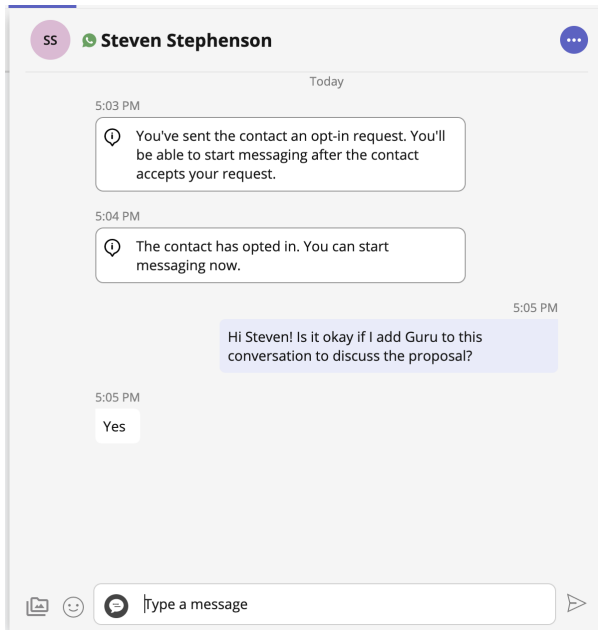 SS
Steven Stephenson
Today
5:03 PM
You've sent the contact an opt-in request. You'll
be able to start messaging after the contact
accepts your request.
5:04 PM
The contact has opted in. You can start
messaging now.
5:05 PM
Hi Steven! Is it okay if I add Guru to this
conversation to discuss the proposal?
5:05 PM
Yes
Type a message